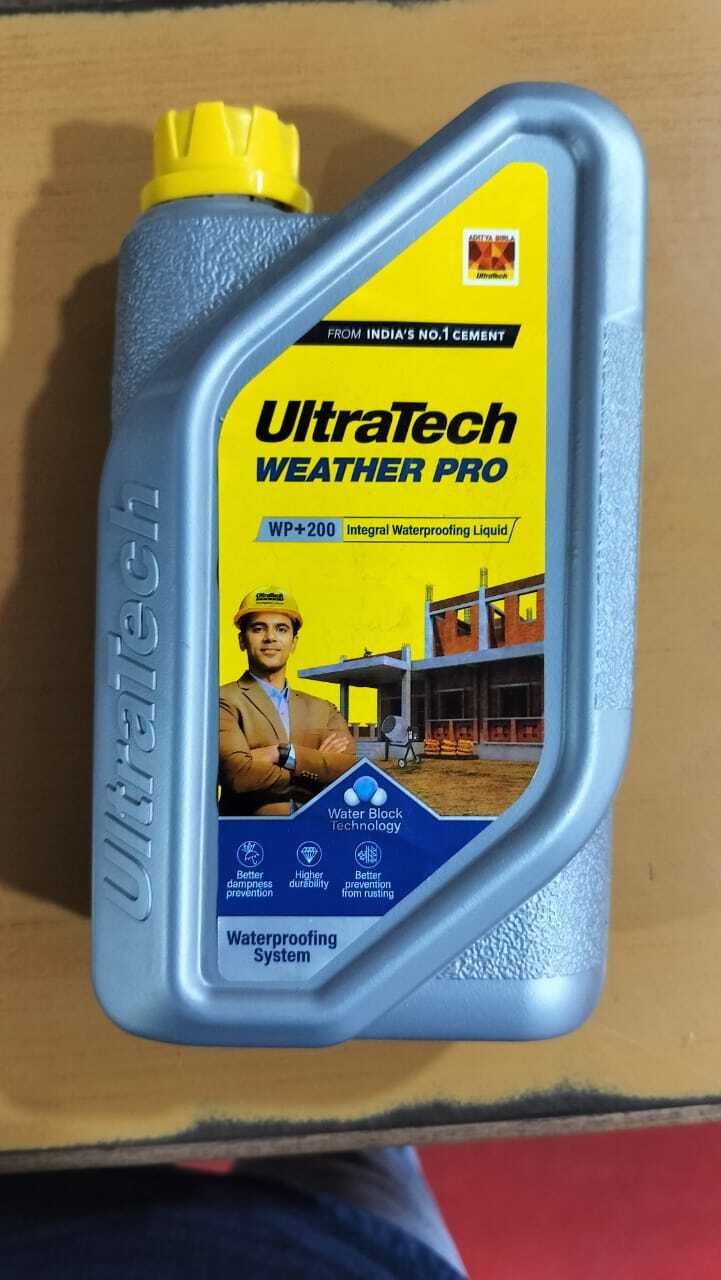 ADITYA BIRLA
UltraTech
FROM INDIA'S NO.1 CEMENT
UltraTech
WEATHER PRO
WP+200 Integral Waterproofing Liquid
UltraTech
UltraTech
Water Block
Technology
Better
dampness
prevention
Higher
durability
Better
prevention
from rusting
Waterproofing
System